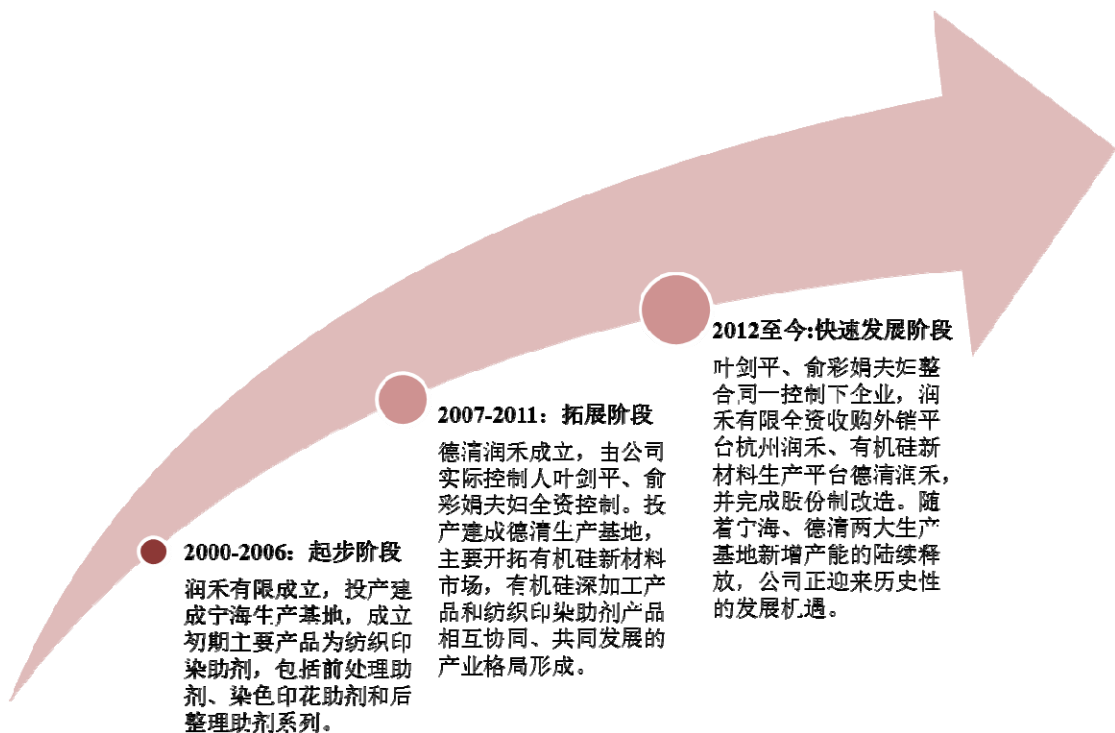 2000-2006：起步阶段
润禾有限成立，投产建
成宁海生产基地，成立
初期主要产品为纺织印
染助剂，包括前处理助
剂、染色印花助剂和后
整理助剂系列。
2007-2011：拓展阶段
德清润禾成立，由公司
实际控制人叶剑平、俞
彩娟夫妇全资控制。投
产建成德清生产基地，
主要开拓有机硅新材料
市场，有机硅深加工产
品和纺织印染助剂产品
相互协同、共同发展的
产业格局形成。
2012至今:快速发展阶段
叶剑平、俞彩娟夫妇整
合同一控制下企业，润
禾有限全资收购外销平
台杭州润禾、有机硅新
材料生产平台德清润禾，
并完成股份制改造。随
着宁海、德清两大生产
基地新增产能的陆续释
放，公司正迎来历史性
的发展机遇。